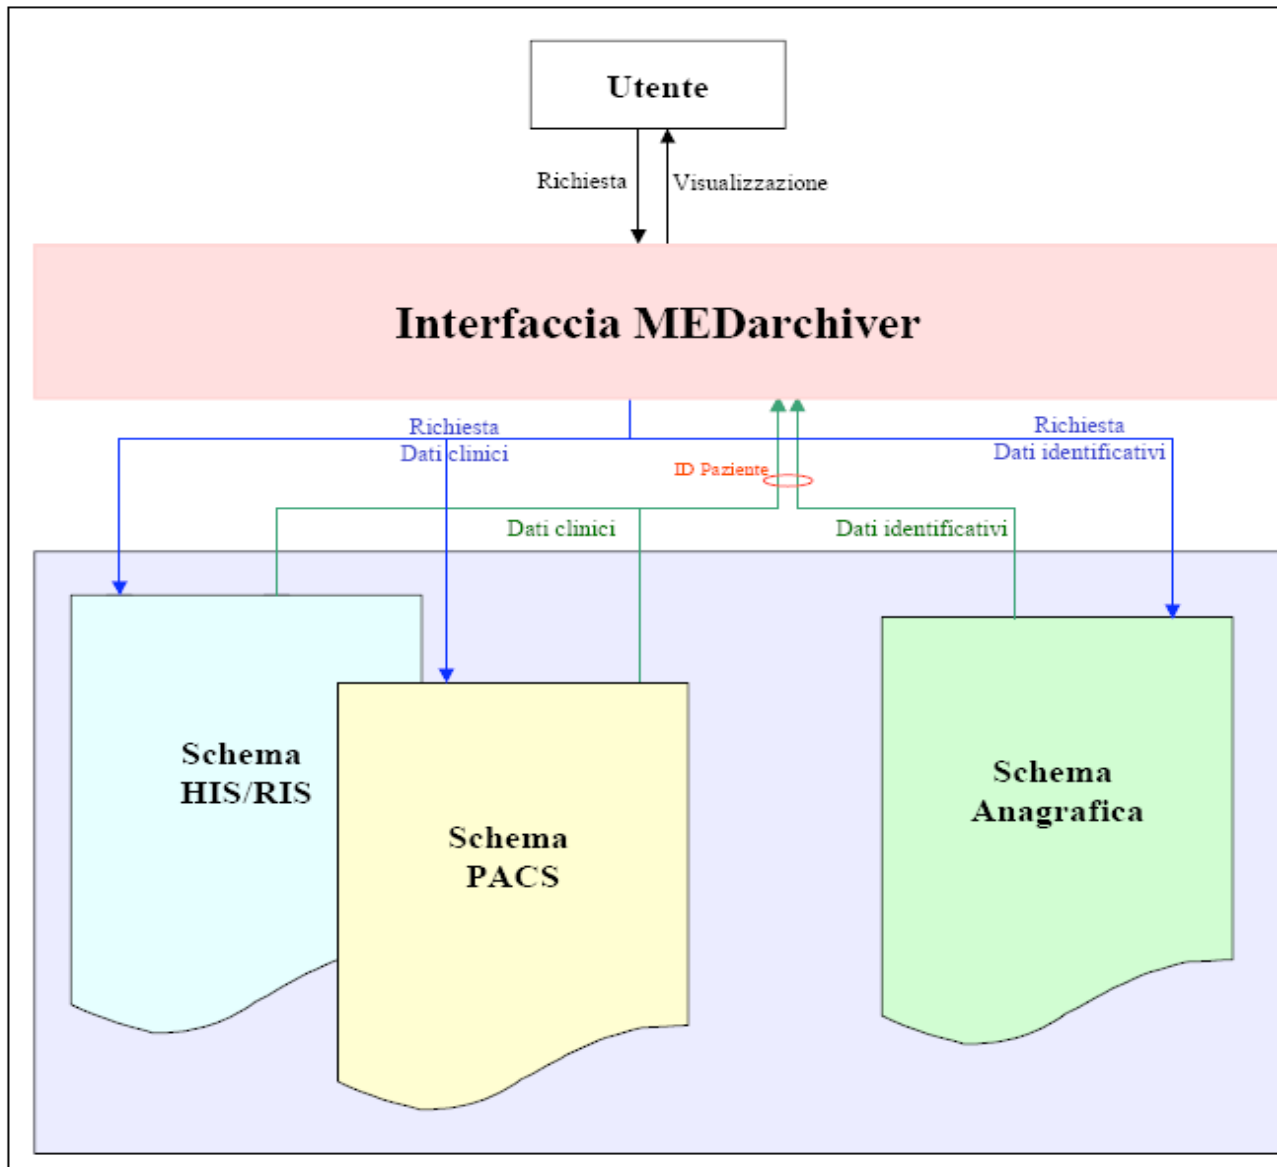 Utente
Richiesta
Visualizzazione
Interfaccia MEDarchiver
Richiesta
Dati clinici
Richiesta
Dati identificativi
ID Paziente
Dati clinici
Dati identificativi
Schema
HIS/RIS
Schema
PACS
Schema
Anagrafica